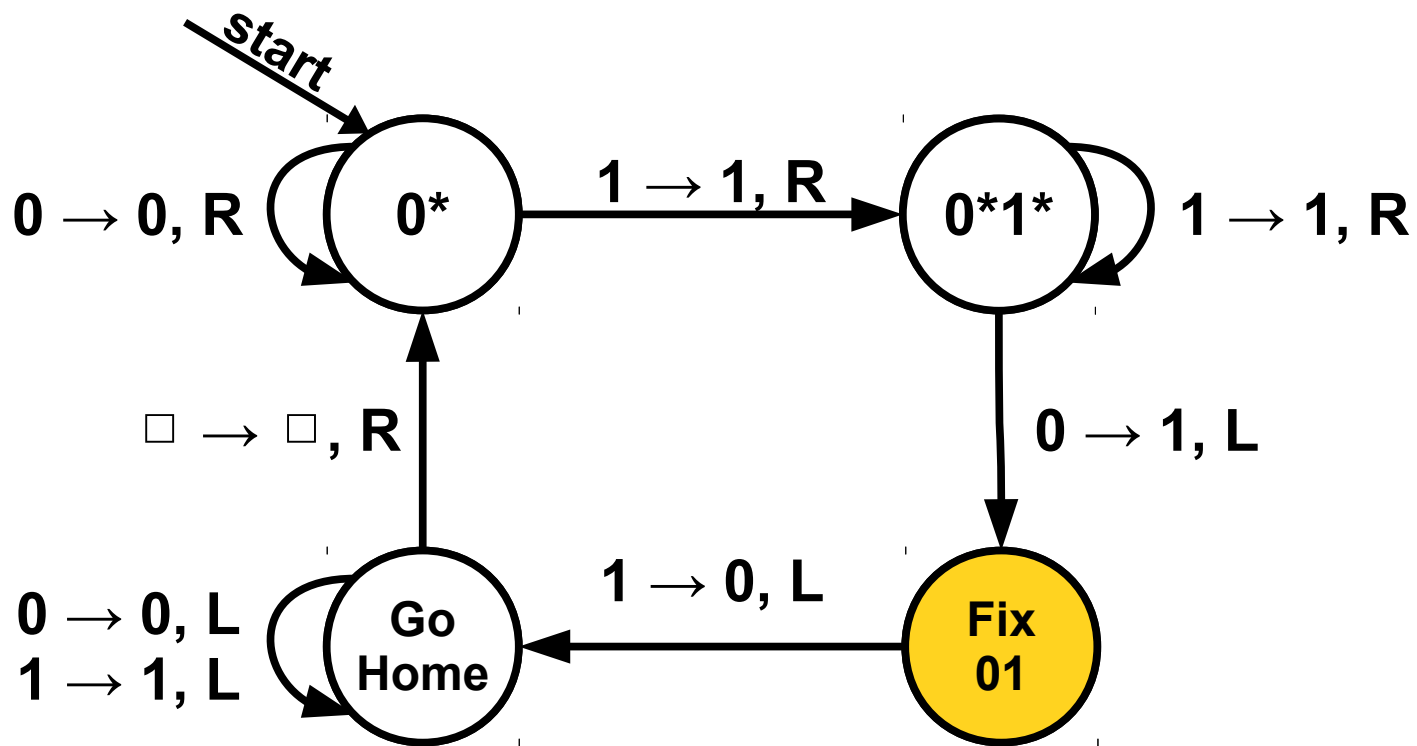 start
0 → 0, R
0*
1 → 1, R
0*1*
1 → 1, R
□ → □, R
0 → 1, L
0 → 0, L
1 → 1, L
Go
Home
1 → 0, L
Fix
01